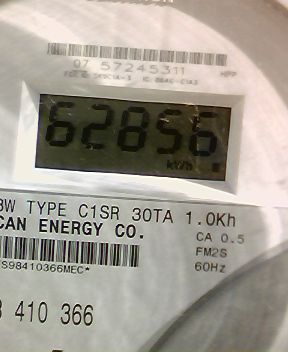 07 57245311
62856
kWh
3W TYPE C1SR 30TA 1.0Kh
CAN ENERGY CO.
CA 0.5
FM2S
60Hz
*S98410366MEC*
410 366